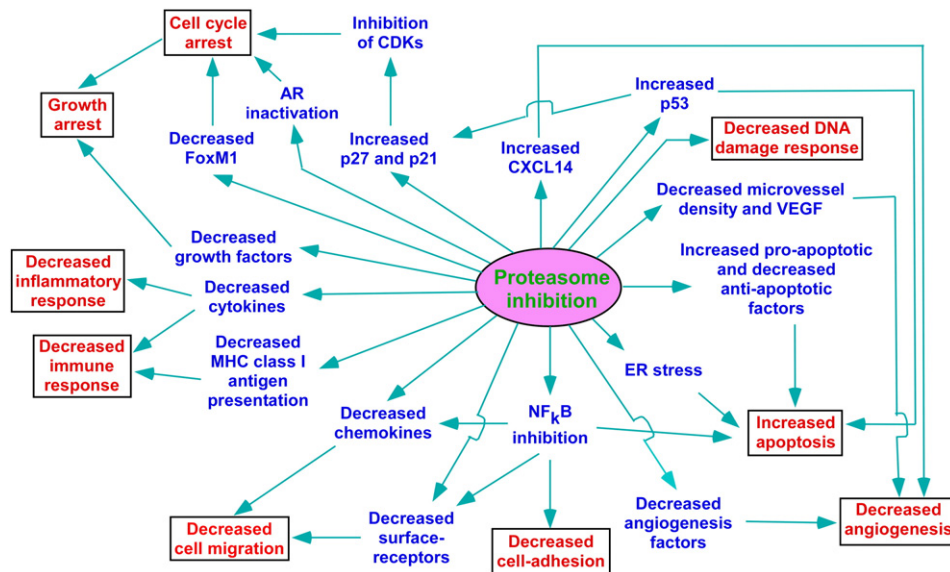 Cell cycle
arrest
Inhibition
of CDKs
AR
inactivation
Increased
p53
Growth
arrest
Decreased
FoxM1
Increased
p27 and p21
Increased
CXCL14
Decreased DNA
damage response
Decreased microvessel
density and VEGF
Decreased
growth factors
Decreased
inflammatory
response
Decreased
cytokines
Proteasome
inhibition
Increased pro-apoptotic
and decreased
anti-apoptotic
factors
Decreased
immune
response
Decreased
MHC class I
antigen
presentation
ER stress
Decreased
chemokines
NFkB
inhibition
Increased
apoptosis
Decreased
cell migration
Decreased
surface-
receptors
Decreased
cell-adhesion
Decreased
angiogenesis
factors
Decreased
angiogenesis